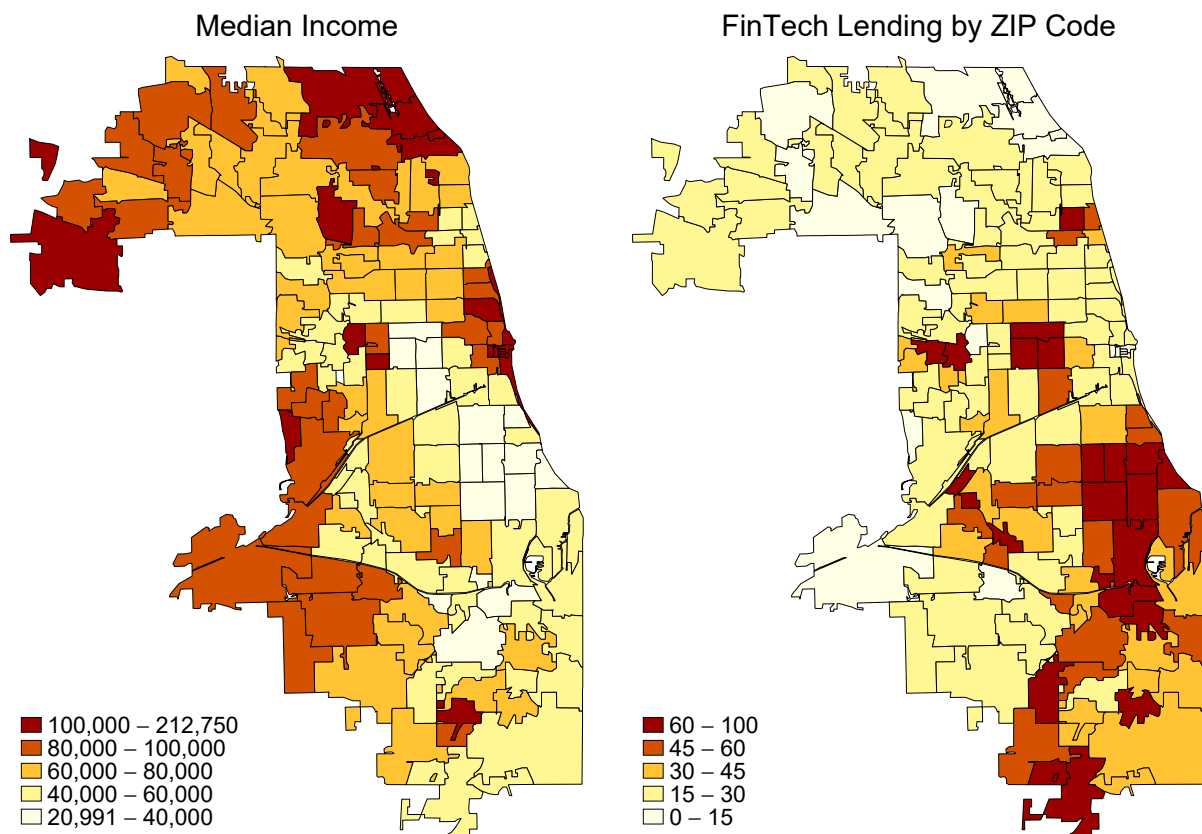 Median Income
100,000 – 212,750
80,000 – 100,000
60,000 – 80,000
40,000 – 60,000
20,991 – 40,000
FinTech Lending by ZIP Code
60 – 100
45 – 60
30 – 45
15 – 30
0 – 15